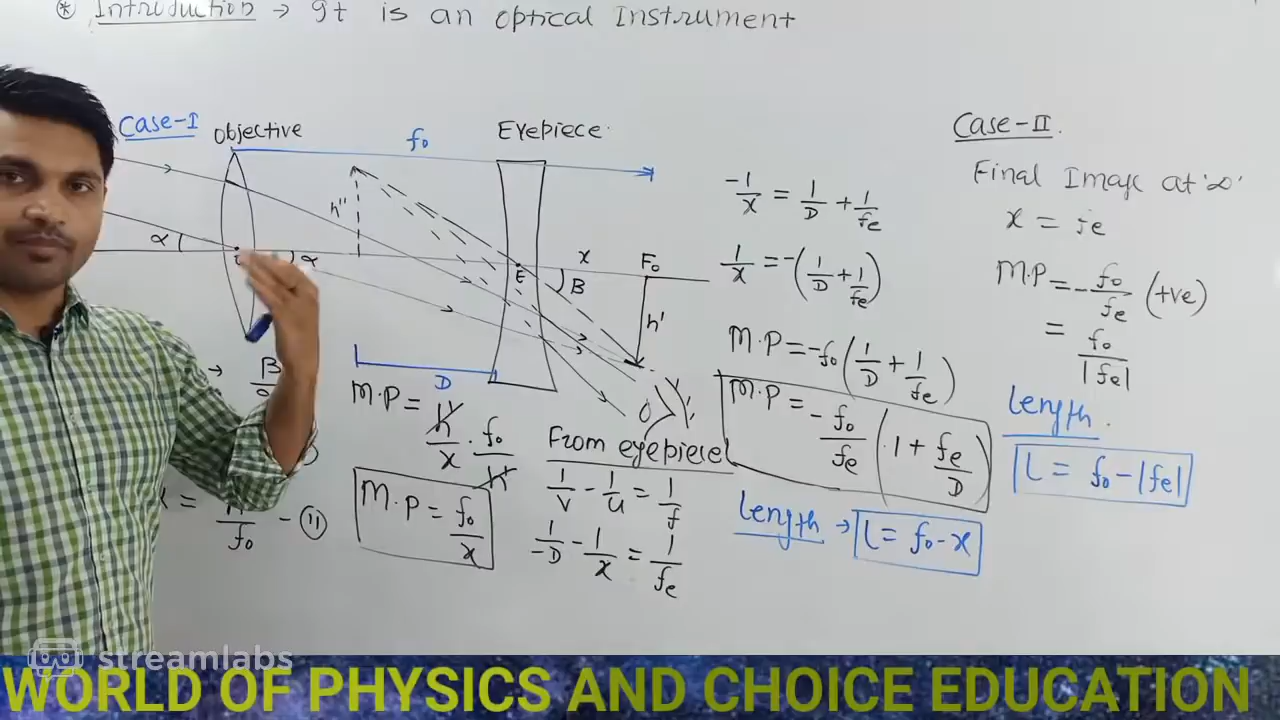 * Introduction → It is an optical Instrument
Case-I
Objective
f₀
Eyepiece
h''
α
α
E
x
F₀
B
h'
D
M.P = h'/x · f₀/h'
M.P = f₀/x
f₀ - (II)
From eyepiece
1/v - 1/u = 1/f
1/-D - 1/x = 1/fe
-1/x = 1/D + 1/fe
1/x = -(1/D + 1/fe)
M.P = -f₀(1/D + 1/fe)
M.P = - f₀/fe (1 + fe/D)
Length → L = f₀-x
Case-II
Final Image at '∞'
x = fe
M.P = - f₀/fe (+ve)
= f₀/|fe|
Length
L = f₀-|fe|
streamlabs
WORLD OF PHYSICS AND CHOICE EDUCATION